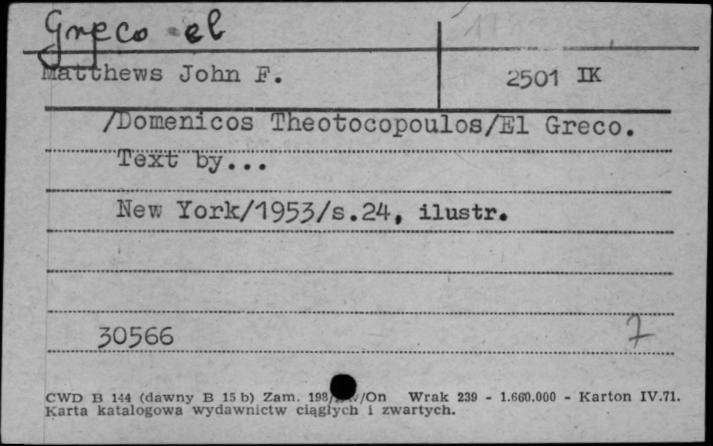 Greco el
Matthews John F.
2501 IK
/Domenicos Theotocopoulos/El Greco.
Text by...
New York/1953/s.24, ilustr.
30566
7
CWD B 144 (dawny B 15 b) Zam. /On Wrak 239 - 1.660.000 - Karton IV.71.
Karta katalogowa wydawnictw ciągłych i zwartych.